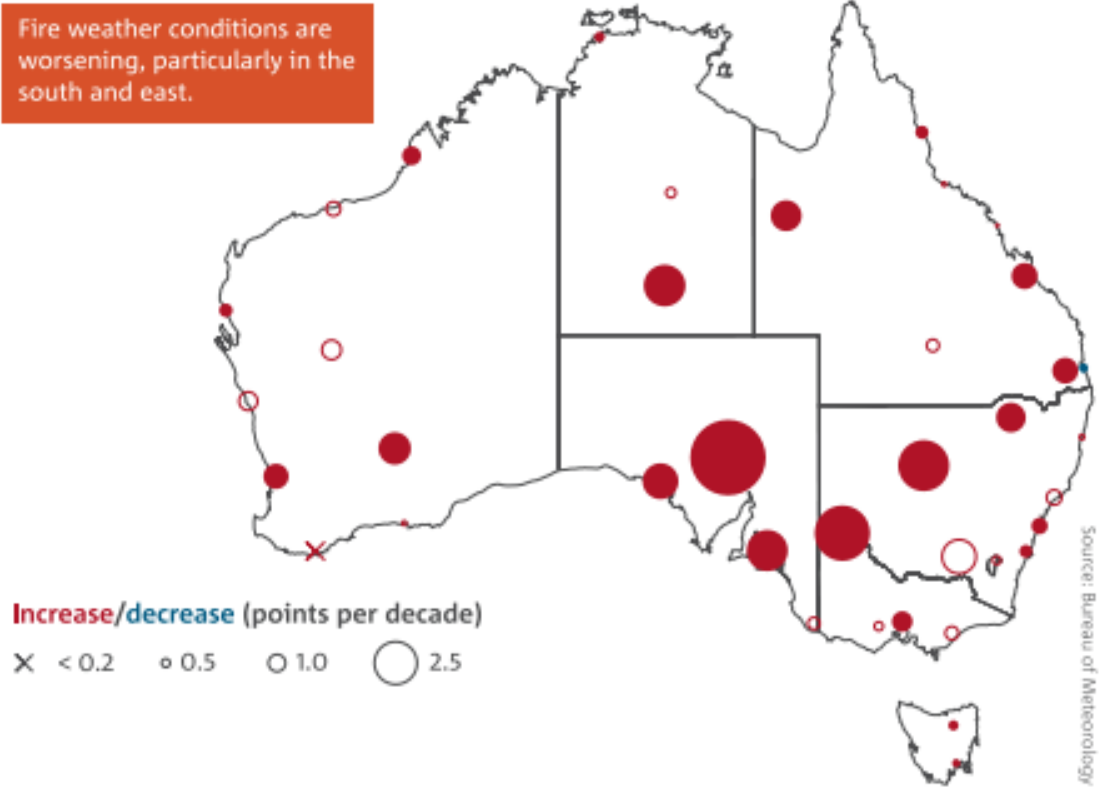 Fire weather conditions are
worsening, particularly in the
south and east.
Increase/decrease (points per decade)
< 0.2 0.5 1.0 2.5
Source: Bureau of Meteorology